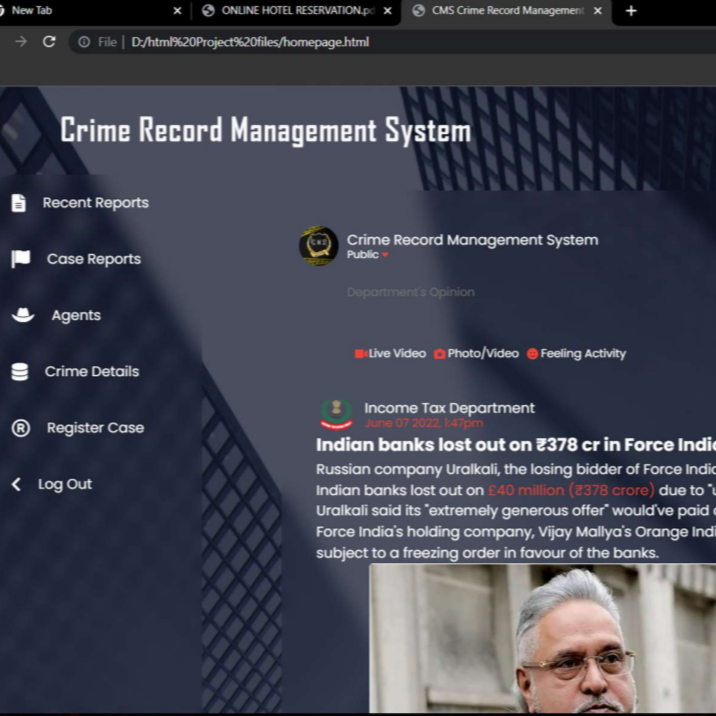 New Tab
ONLINE HOTEL RESERVATION.pd
CMS Crime Record Management
File | D:/html%20Project%20files/homepage.html
Crime Record Management System
Recent Reports
Case Reports
Agents
Crime Details
Register Case
Log Out
Crime Record Management System
Public
Department's Opinion
Live Video Photo/Video Feeling Activity
Income Tax Department
June 07 2022, 1:47pm
Indian banks lost out on ₹378 cr in Force Indi
Russian company Uralkali, the losing bidder of Force Indi
Indian banks lost out on £40 million (₹378 crore) due to "u
Uralkali said its "extremely generous offer" would've paid
Force India's holding company, Vijay Mallya's Orange Indi
subject to a freezing order in favour of the banks.